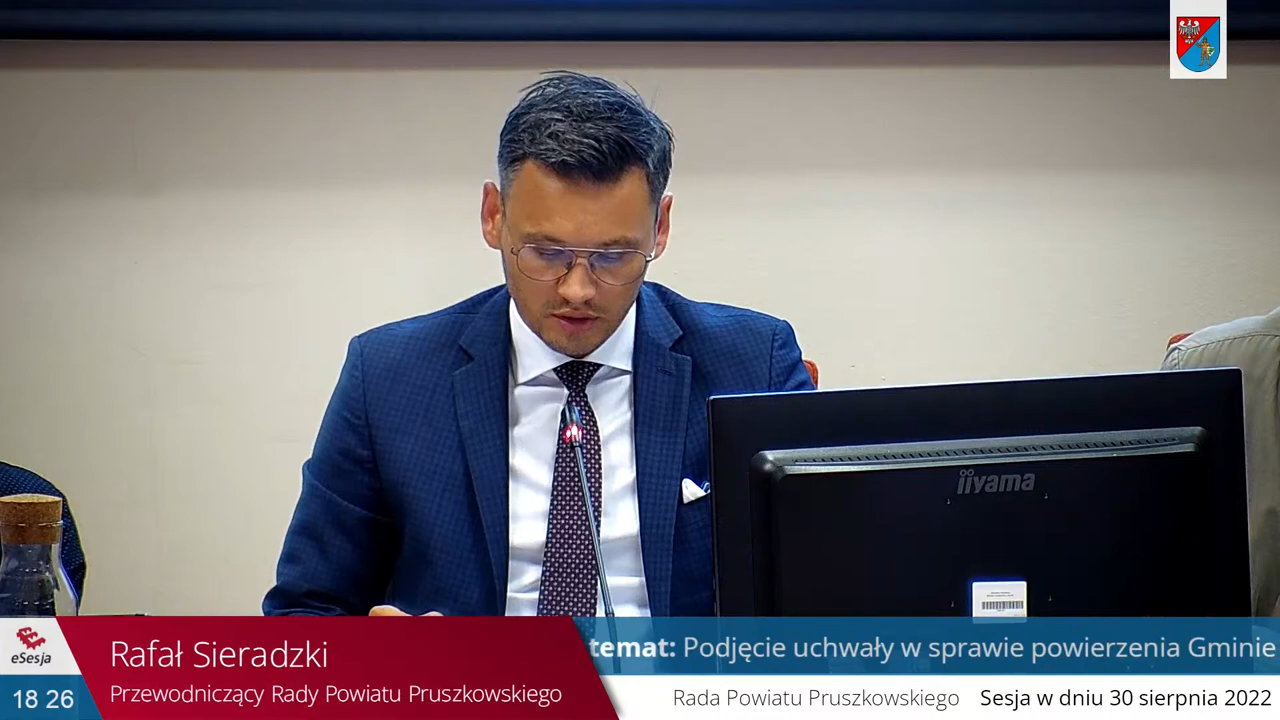 iiyama
temat: Podjęcie uchwały w sprawie powierzenia Gminie
Rafał Sieradzki
Przewodniczący Rady Powiatu Pruszkowskiego
eSesja
18 26
Rada Powiatu Pruszkowskiego Sesja w dniu 30 sierpnia 2022